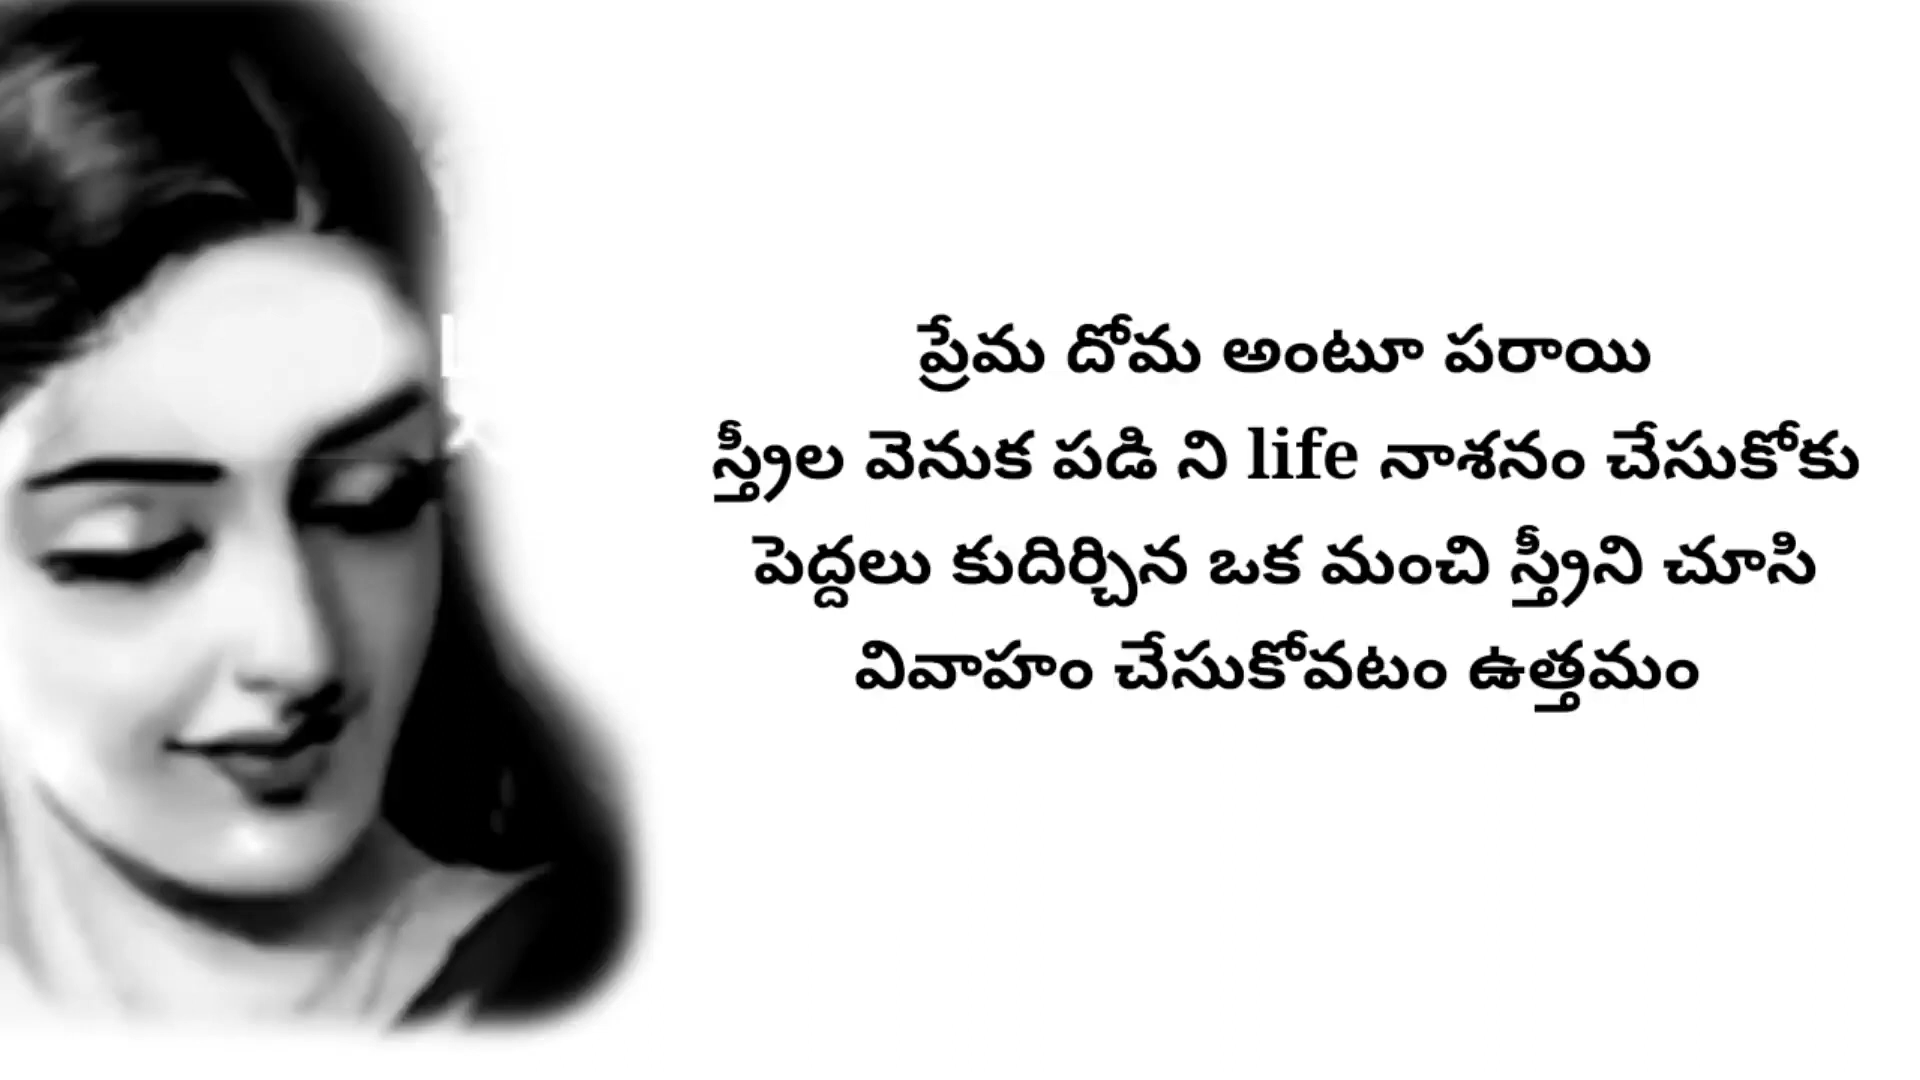 ప్రేమ దోమ అంటూ పరాయి
స్త్రీల వెనుక పడి ని life నాశనం చేసుకోకు
పెద్దలు కుదిర్చిన ఒక మంచి స్త్రీని చూసి
వివాహం చేసుకోవటం ఉత్తమం